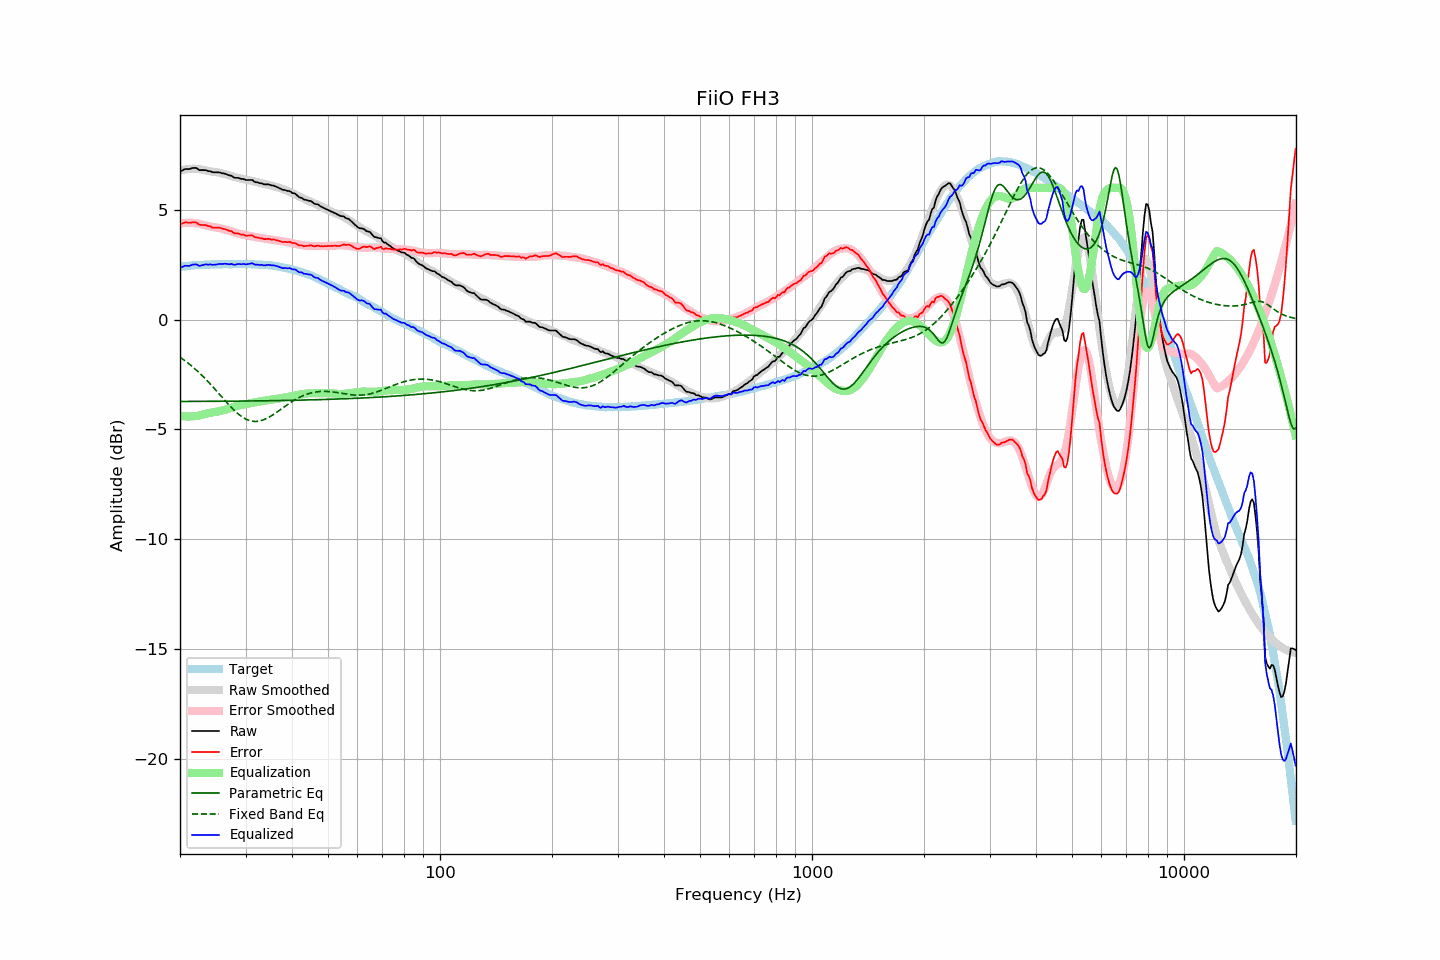 FiiO FH3
Amplitude (dBr)
5
0
−5
−10
−15
−20
Target
Raw Smoothed
Error Smoothed
Raw
Error
Equalization
Parametric Eq
Fixed Band Eq
Equalized
100
1000
10000
Frequency (Hz)